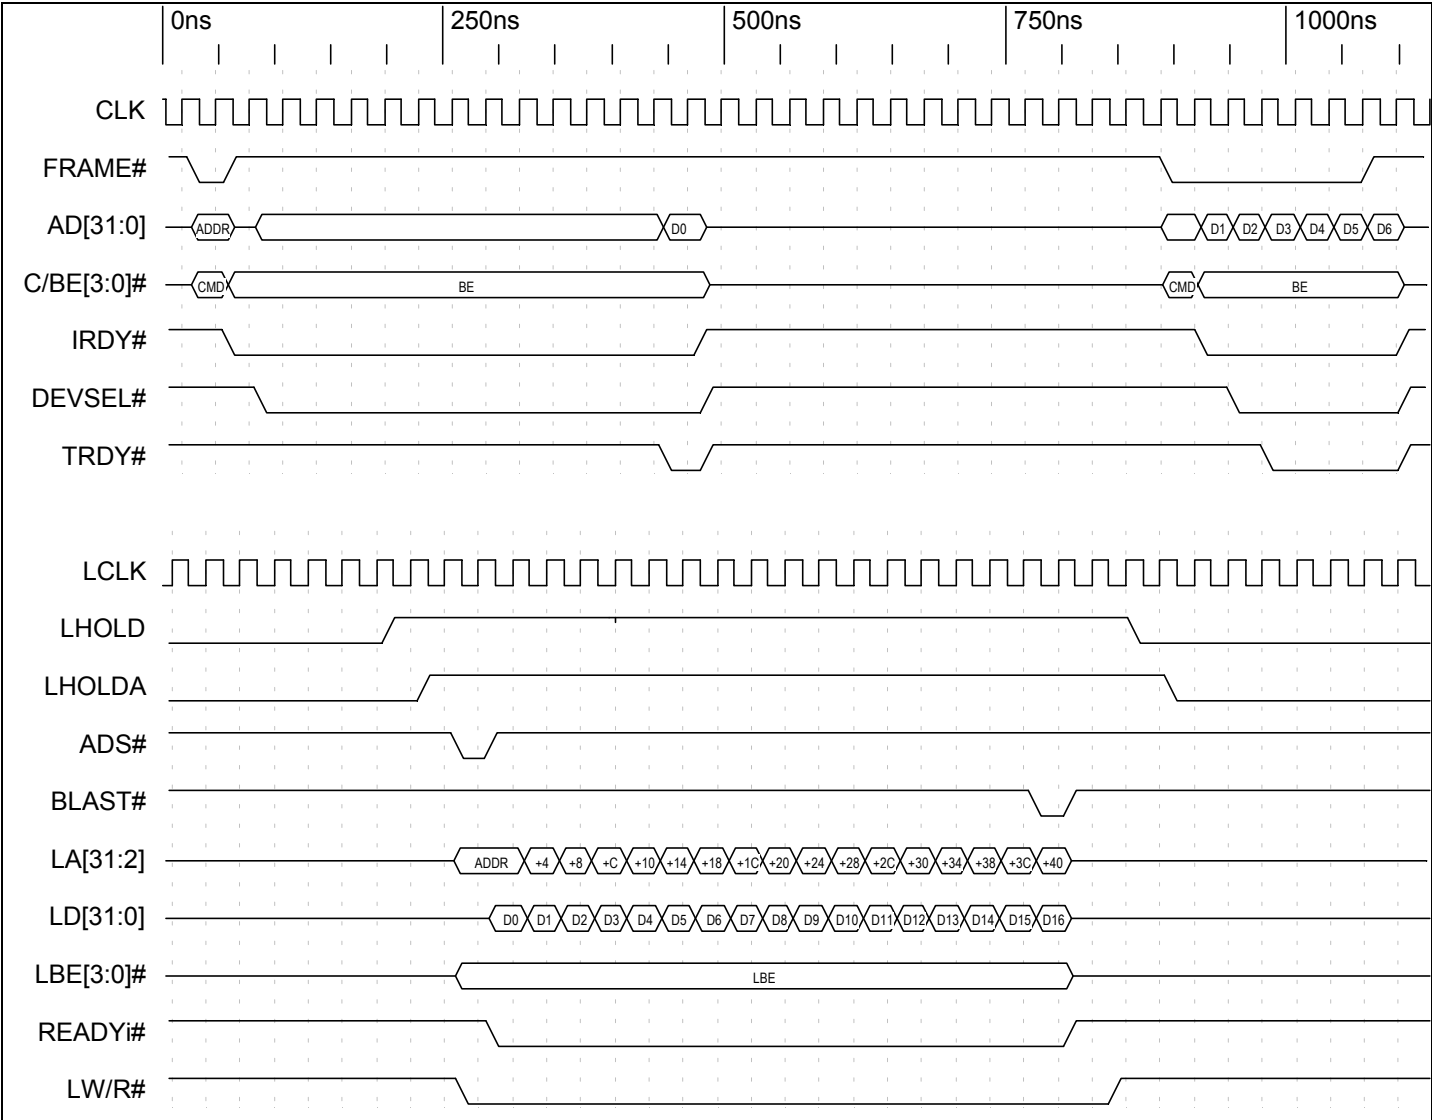 0ns 250ns 500ns 750ns 1000ns
CLK
FRAME#
AD[31:0] ADDR D0 D1 D2 D3 D4 D5 D6
C/BE[3:0]# CMD BE CMD BE
IRDY#
DEVSEL#
TRDY#
LCLK
LHOLD
LHOLDA
ADS#
BLAST#
LA[31:2] ADDR +4 +8 +C +10 +14 +18 +1C +20 +24 +28 +2C +30 +34 +38 +3C +40
LD[31:0] D0 D1 D2 D3 D4 D5 D6 D7 D8 D9 D10 D11 D12 D13 D14 D15 D16
LBE[3:0]# LBE
READYi#
LW/R#